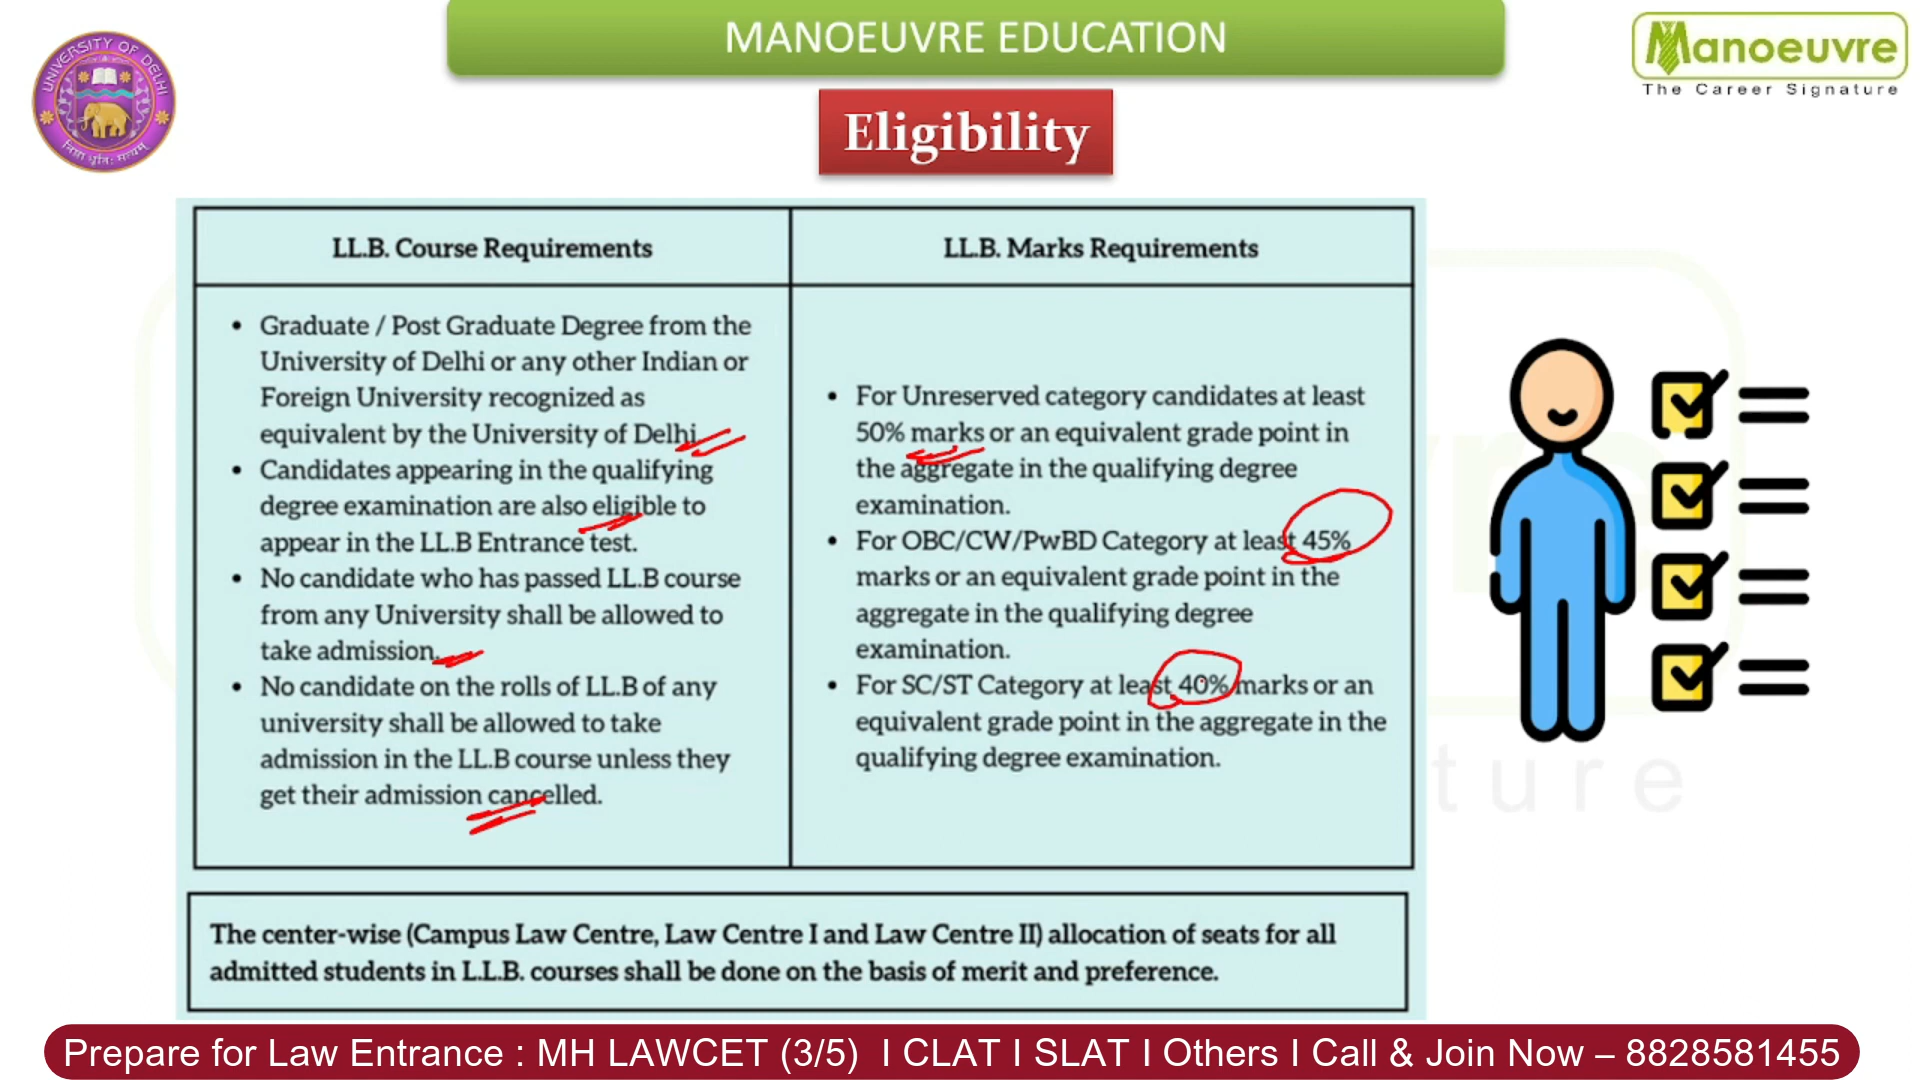 MANOEUVRE EDUCATION
UNIVERSITY OF DELHI
Manoeuvre
The Career Signature
Eligibility
LL.B. Course Requirements
LL.B. Marks Requirements
• Graduate / Post Graduate Degree from the
University of Delhi or any other Indian or
Foreign University recognized as
equivalent by the University of Delhi
• Candidates appearing in the qualifying
degree examination are also eligible to
appear in the LL.B Entrance test.
• No candidate who has passed LL.B course
from any University shall be allowed to
take admission.
• No candidate on the rolls of LL.B of any
university shall be allowed to take
admission in the LL.B course unless they
get their admission cancelled.
• For Unreserved category candidates at least
50% marks or an equivalent grade point in
the aggregate in the qualifying degree
examination.
• For OBC/CW/PwBD Category at least 45%
marks or an equivalent grade point in the
aggregate in the qualifying degree
examination.
• For SC/ST Category at least 40% marks or an
equivalent grade point in the aggregate in the
qualifying degree examination.
ture
The center-wise (Campus Law Centre, Law Centre I and Law Centre II) allocation of seats for all
admitted students in L.L.B. courses shall be done on the basis of merit and preference.
Prepare for Law Entrance : MH LAWCET (3/5) I CLAT I SLAT I Others I Call & Join Now – 8828581455